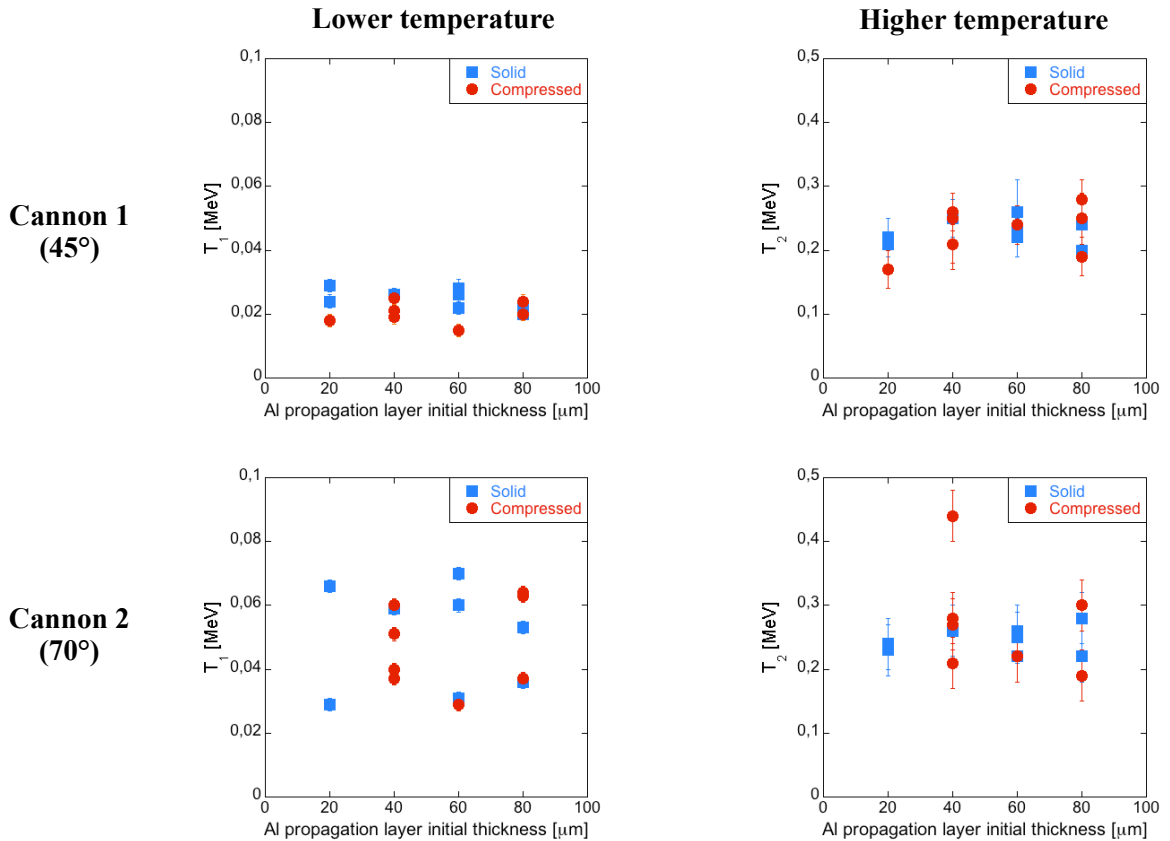 Lower temperature
Higher temperature
Cannon 1
(45°)
0,1
0,08
0,06
0,04
0,02
0
T1 [MeV]
Solid
Compressed
0 20 40 60 80 100
Al propagation layer initial thickness [μm]
0,5
0,4
0,3
0,2
0,1
0
T2 [MeV]
Solid
Compressed
0 20 40 60 80 100
Al propagation layer initial thickness [μm]
Cannon 2
(70°)
0,1
0,08
0,06
0,04
0,02
0
T1 [MeV]
Solid
Compressed
0 20 40 60 80 100
Al propagation layer initial thickness [μm]
0,5
0,4
0,3
0,2
0,1
0
T2 [MeV]
Solid
Compressed
0 20 40 60 80 100
Al propagation layer initial thickness [μm]